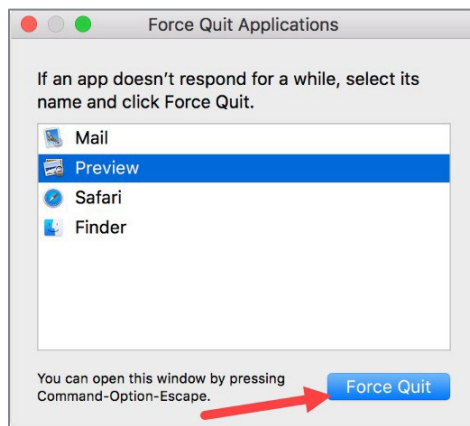 Force Quit Applications
If an app doesn’t respond for a while, select its
name and click Force Quit.
Mail
Preview
Safari
Finder
You can open this window by pressing
Command-Option-Escape.
Force Quit